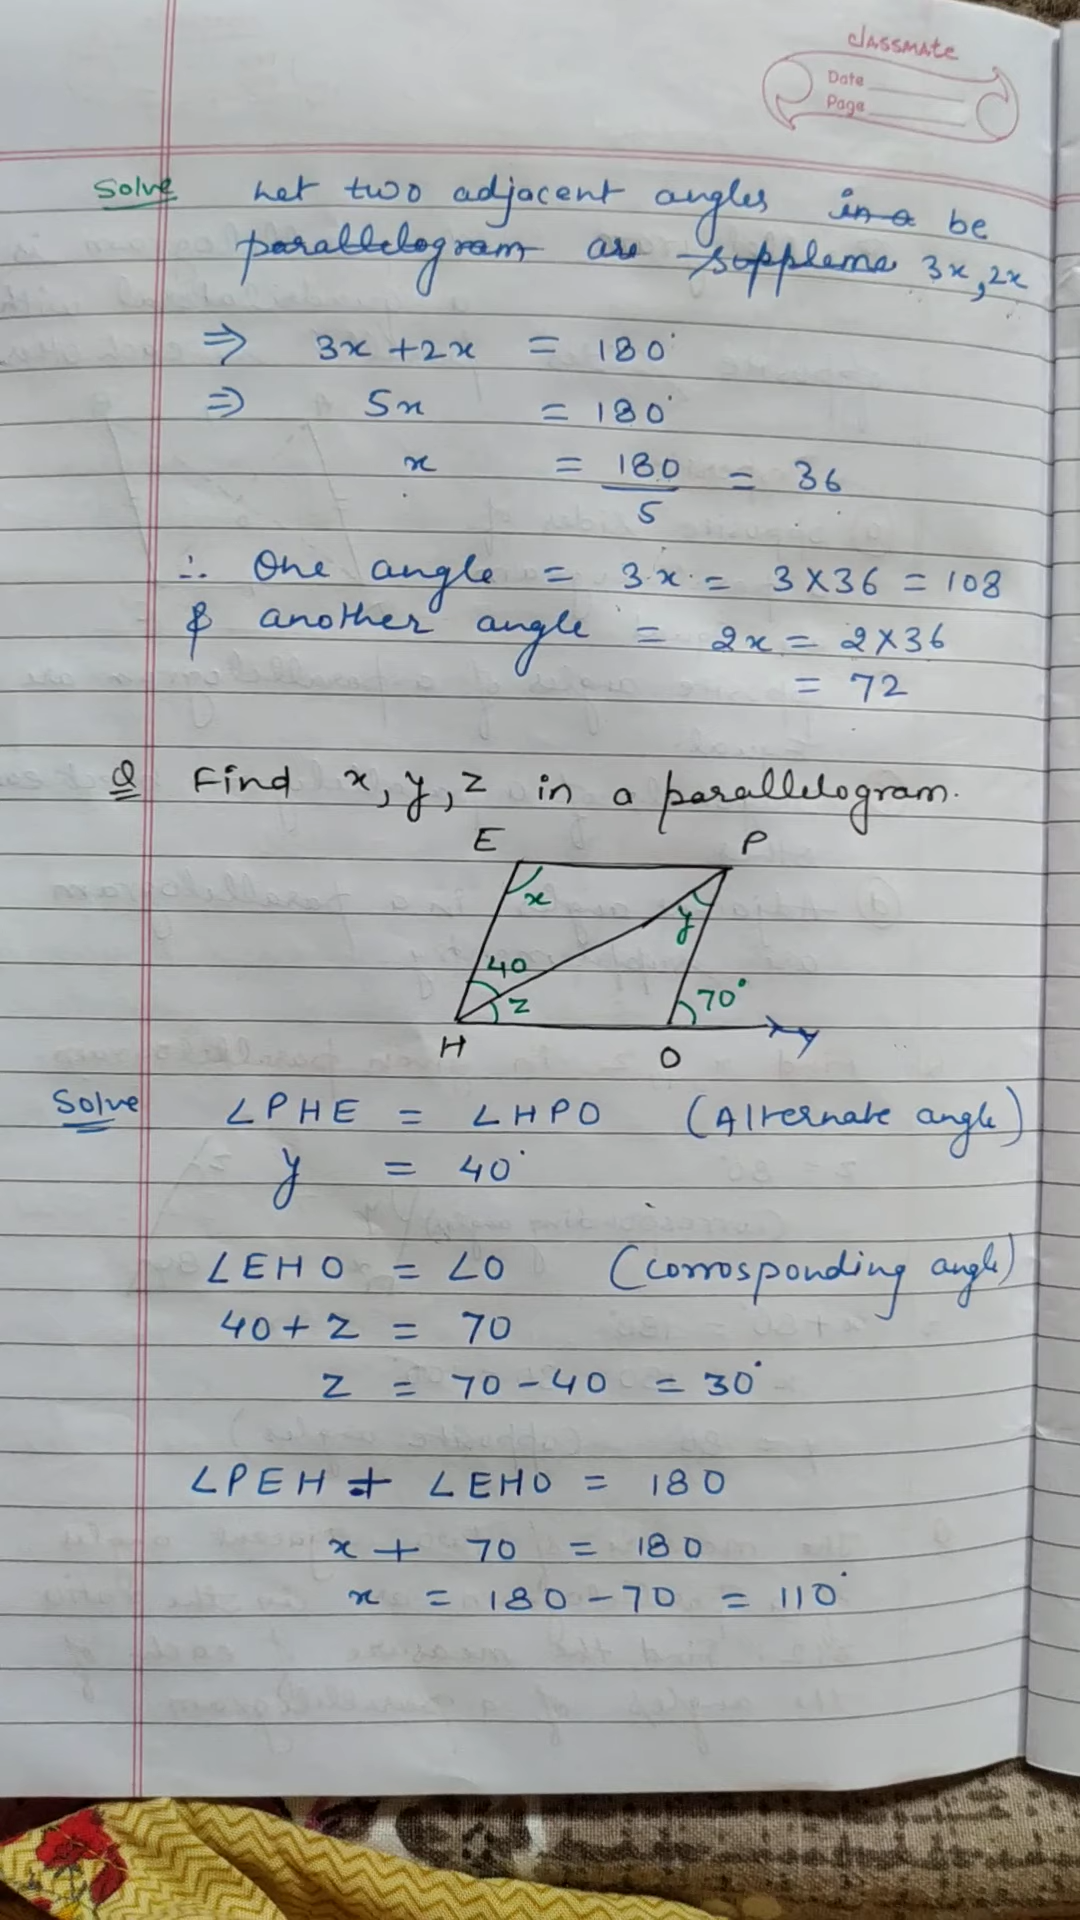 classmate
Date
Page
Solve Let two adjacent angles in a be
parallelogram are suppleme 3x, 2x
⇒ 3x + 2x = 180°
⇒ 5x = 180°
x = 180/5 = 36
∴ One angle = 3x = 3 × 36 = 108
& another angle = 2x = 2 × 36
= 72
Q Find x, y, z in a parallelogram.
E P
x
y
40
z 70°
y
H O
Solve ∠PHE = ∠HPO (Alternate angle)
y = 40°
∠EHO = ∠O (Corrosponding angle)
40 + z = 70
z = 70 - 40 = 30°
∠PEH + ∠EHO = 180
x + 70 = 180
x = 180 - 70 = 110°